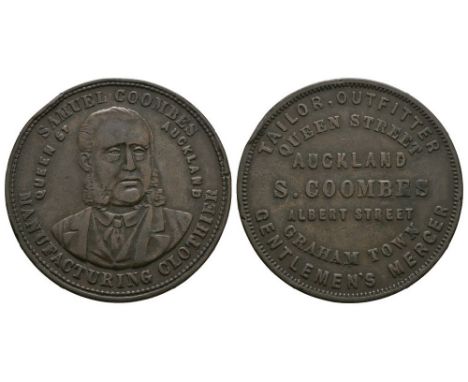 SAMUEL COOMBES
QUEEN ST
AUCKLAND
MANUFACTURING CLOTHIER
TAILOR. OUTFITTER
QUEEN STREET
AUCKLAND
S. COOMBES
ALBERT STREET
GRAHAM TOWN
GENTLEMEN'S MERCER